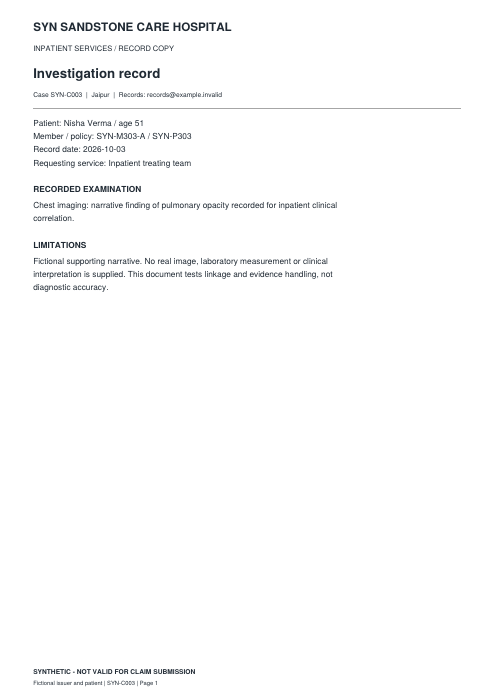 SYN SANDSTONE CARE HOSPITAL
INPATIENT SERVICES / RECORD COPY
Investigation record
Case SYN-C003 | Jaipur | Records: records@example.invalid
Patient: Nisha Verma / age 51
Member / policy: SYN-M303-A / SYN-P303
Record date: 2026-10-03
Requesting service: Inpatient treating team
RECORDED EXAMINATION
Chest imaging: narrative finding of pulmonary opacity recorded for inpatient clinical
correlation.
LIMITATIONS
Fictional supporting narrative. No real image, laboratory measurement or clinical
interpretation is supplied. This document tests linkage and evidence handling, not
diagnostic accuracy.
SYNTHETIC - NOT VALID FOR CLAIM SUBMISSION
Fictional issuer and patient | SYN-C003 | Page 1